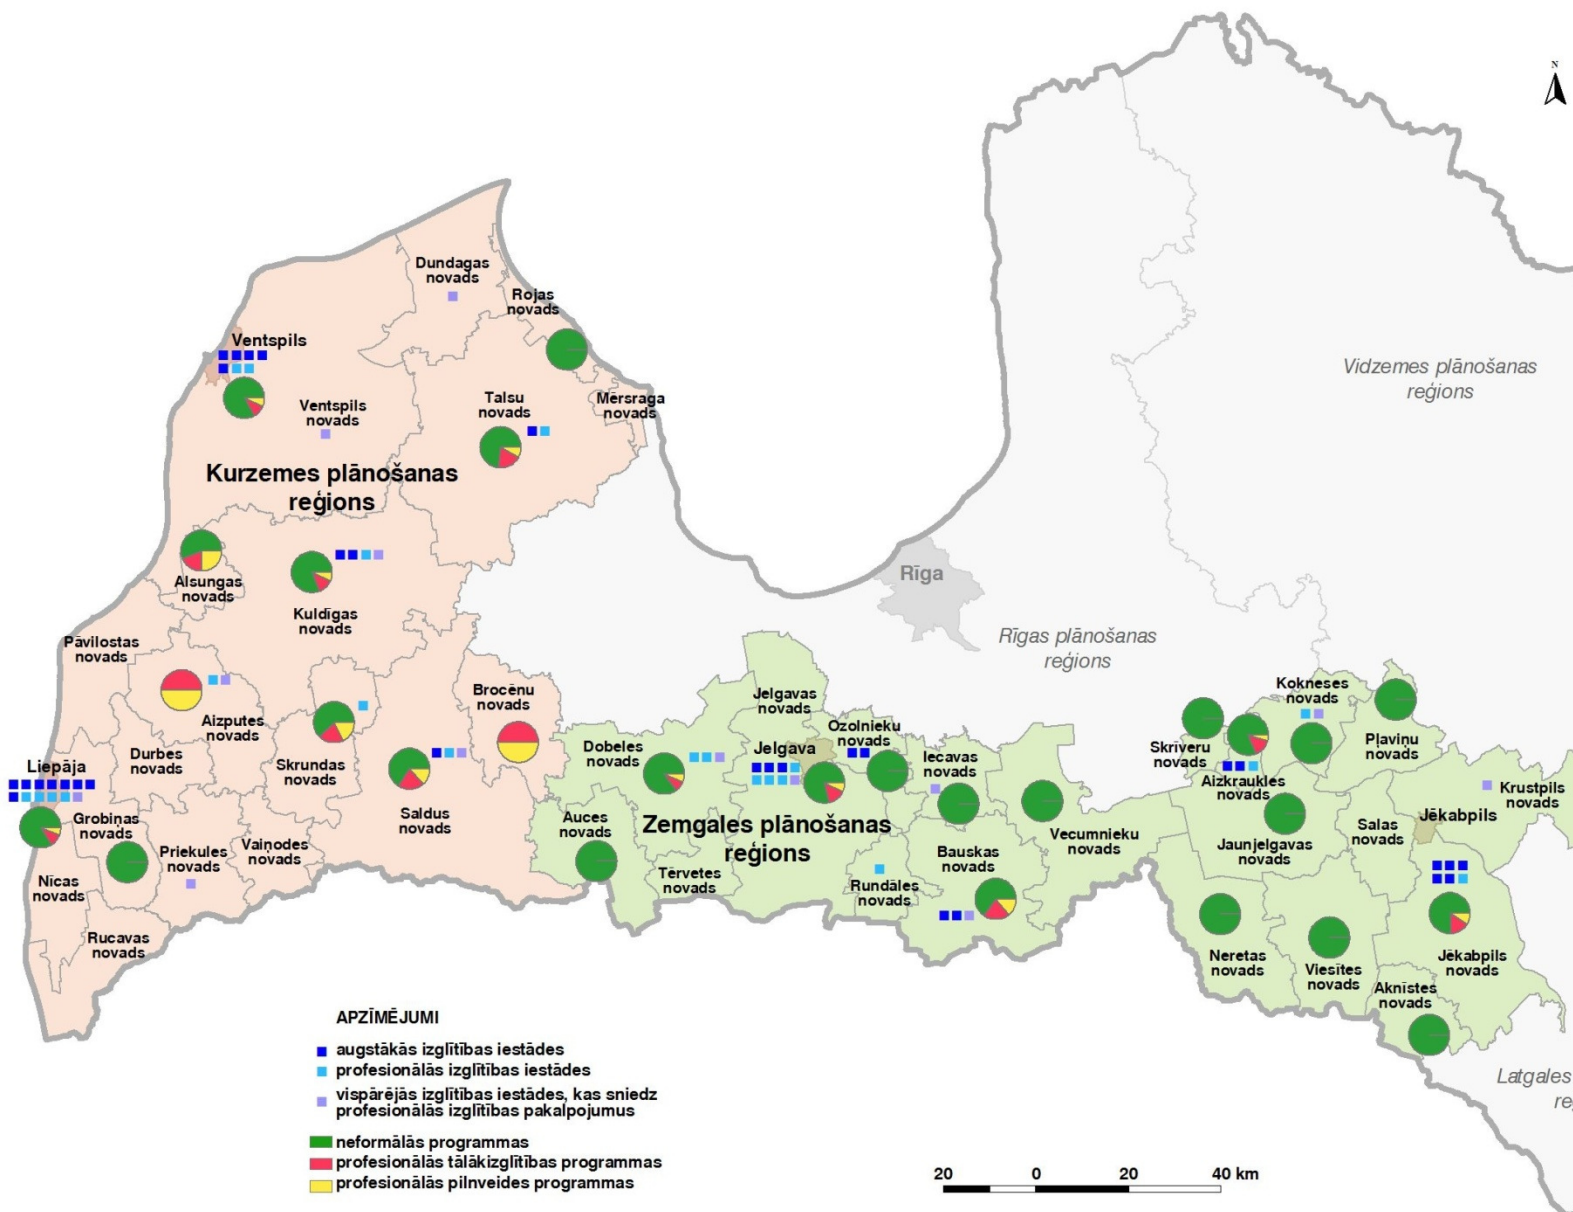 N
Dundagas
novads
Rojas
novads
Ventspils
Ventspils
novads
Talsu
novads
Mērsraga
novads
Vidzemes plānošanas
reģions
Kurzemes plānošanas
reģions
Alsungas
novads
Kuldīgas
novads
Rīga
Rīgas plānošanas
reģions
Pāvilostas
novads
Aizputes
novads
Brocēnu
novads
Durbes
novads
Skrundas
novads
Saldus
novads
Liepāja
Grobiņas
novads
Priekules
novads
Vaiņodes
novads
Nīcas
novads
Rucavas
novads
Jelgavas
novads
Dobeles
novads
Jelgava
Ozolnieku
novads
Iecavas
novads
Auces
novads
Zemgales plānošanas
reģions
Tērvetes
novads
Rundāles
novads
Bauskas
novads
Vecumnieku
novads
Kokneses
novads
Skrīveru
novads
Pļaviņu
novads
Aizkraukles
novads
Jaunjelgavas
novads
Salas
novads
Jēkabpils
Krustpils
novads
Neretas
novads
Viesītes
novads
Jēkabpils
novads
Aknīstes
novads
Latgales
re
APZĪMĒJUMI
augstākās izglītības iestādes
profesionālās izglītības iestādes
vispārējās izglītības iestādes, kas sniedz
profesionālās izglītības pakalpojumus
neformālās programmas
profesionālās tālākizglītības programmas
profesionālās pilnveides programmas
20 0 20 40 km